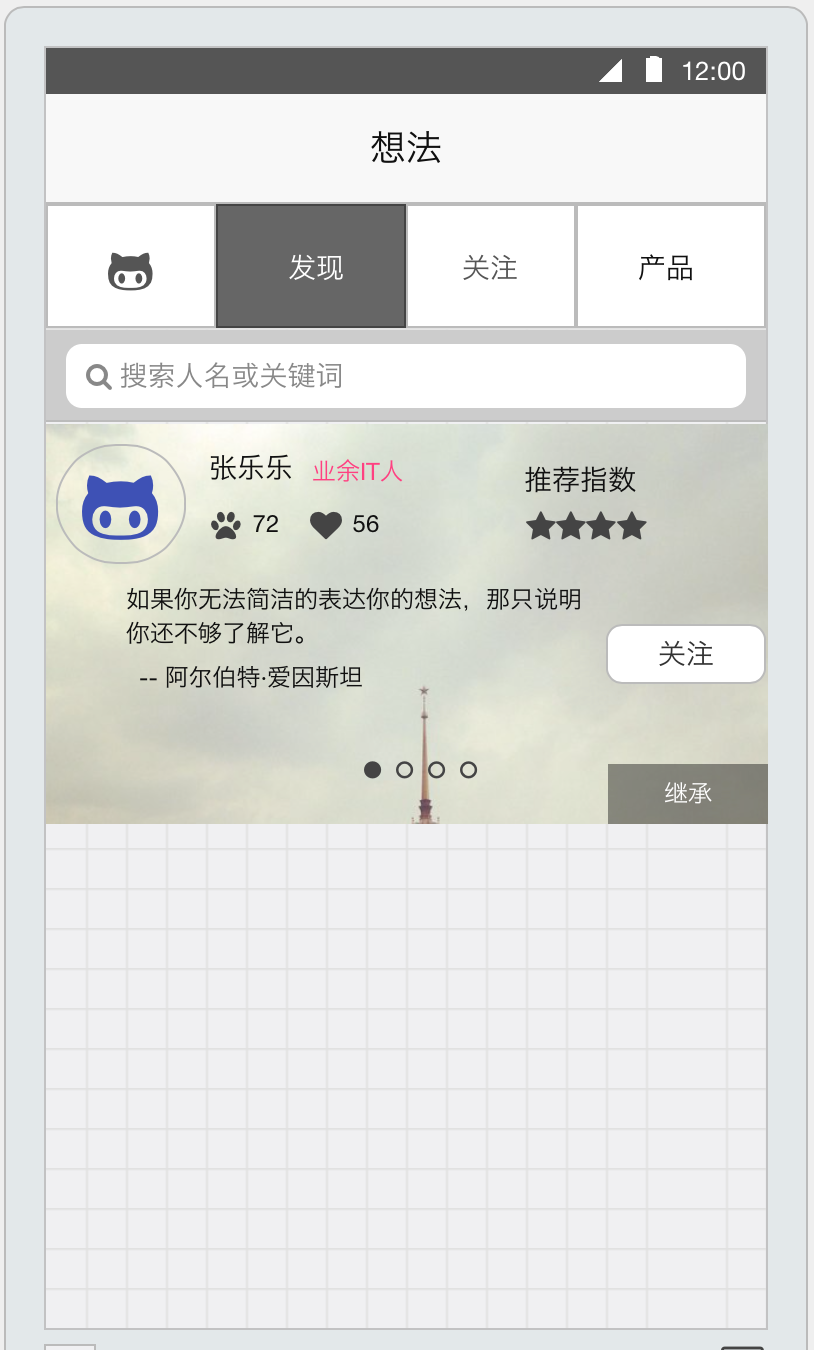 12:00
想法
发现
关注
产品
搜索人名或关键词
张乐乐 业余IT人
72 56
推荐指数
如果你无法简洁的表达你的想法，那只说明
你还不够了解它。
-- 阿尔伯特·爱因斯坦
关注
继承